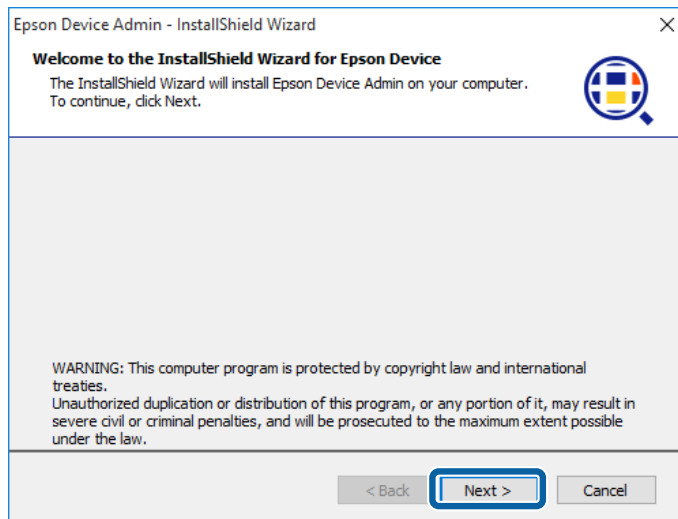 Epson Device Admin - InstallShield Wizard
Welcome to the InstallShield Wizard for Epson Device
The InstallShield Wizard will install Epson Device Admin on your computer.
To continue, click Next.
WARNING: This computer program is protected by copyright law and international
treaties.
Unauthorized duplication or distribution of this program, or any portion of it, may result in
severe civil or criminal penalties, and will be prosecuted to the maximum extent possible
under the law.
< Back Next > Cancel